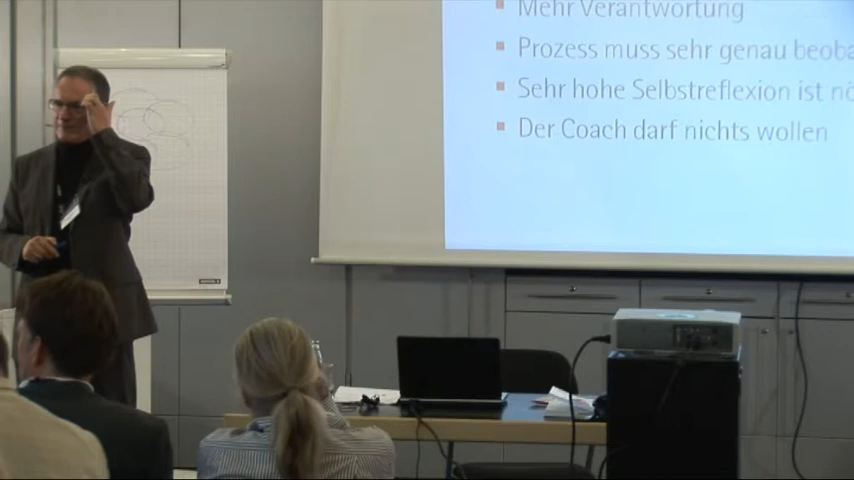 Mehr Verantwortung
Prozess muss sehr genau
Sehr hohe Selbstreflexion ist
Der Coach darf nichts wollen